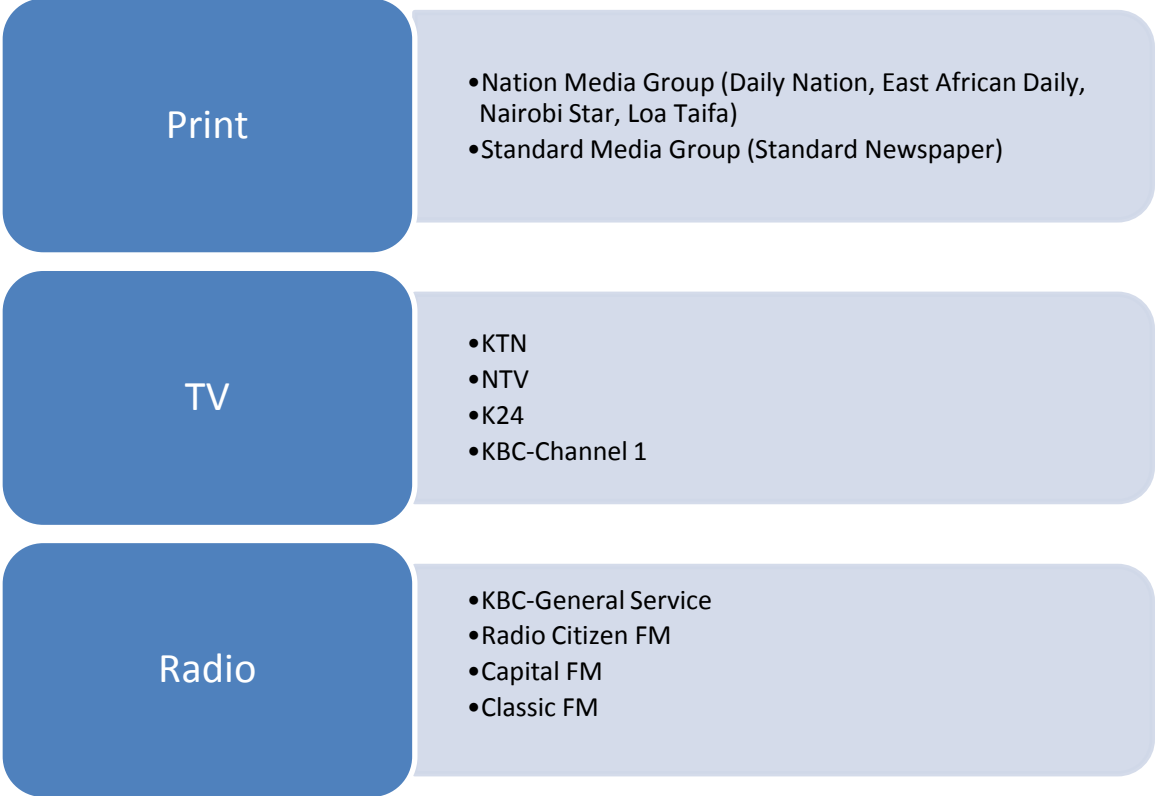 Print
•Nation Media Group (Daily Nation, East African Daily,
Nairobi Star, Loa Taifa)
•Standard Media Group (Standard Newspaper)
TV
•KTN
•NTV
•K24
•KBC-Channel 1
Radio
•KBC-General Service
•Radio Citizen FM
•Capital FM
•Classic FM